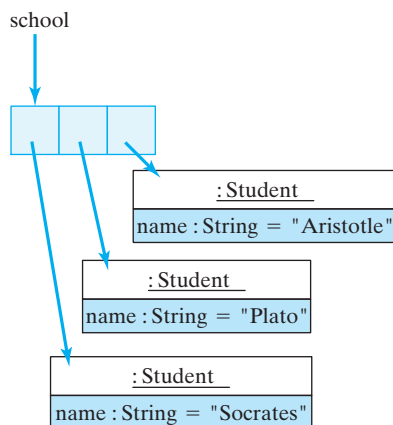 school
:Student
name : String = "Aristotle"
:Student
name : String = "Plato"
:Student
name : String = "Socrates"